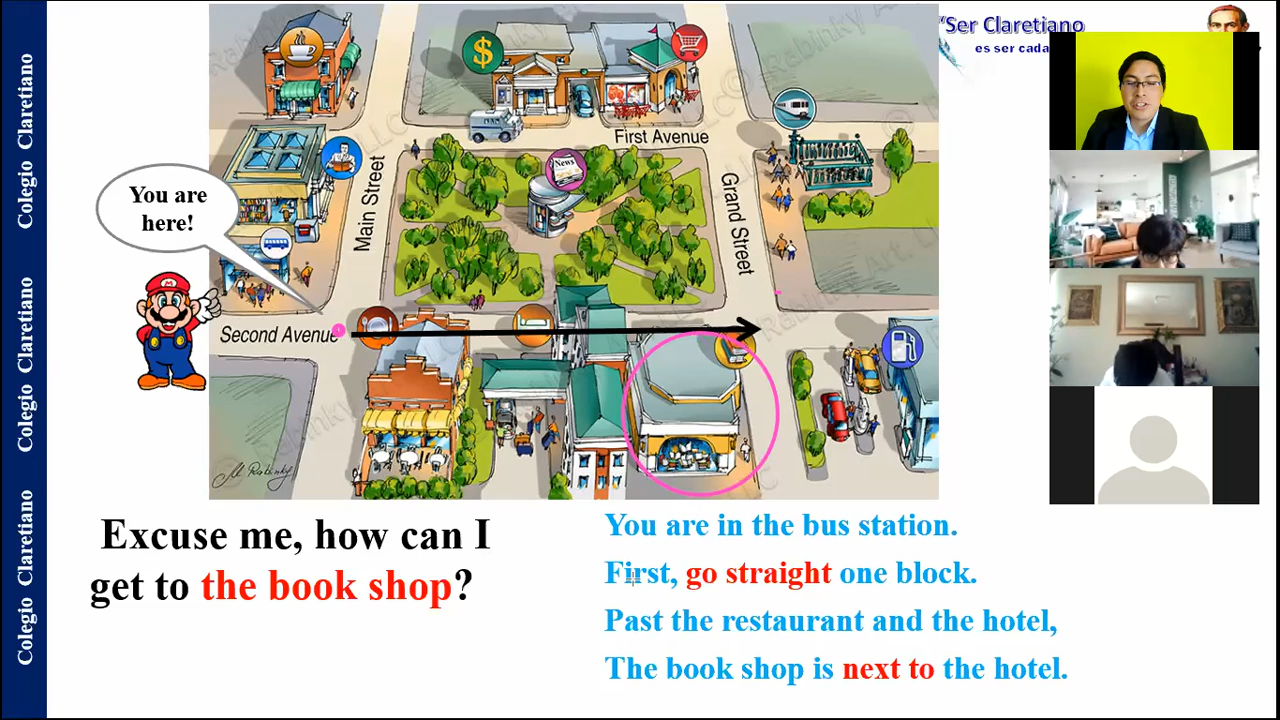 Colegio Claretiano
Colegio Claretiano
Colegio Claretiano
"Ser Claretiano
es ser cada
$
News
First Avenue
Main Street
Grand Street
Second Avenue
You are
here!
M
1
M. Rabinky
Excuse me, how can I
get to the book shop?
You are in the bus station.
First, go straight one block.
Past the restaurant and the hotel,
The book shop is next to the hotel.